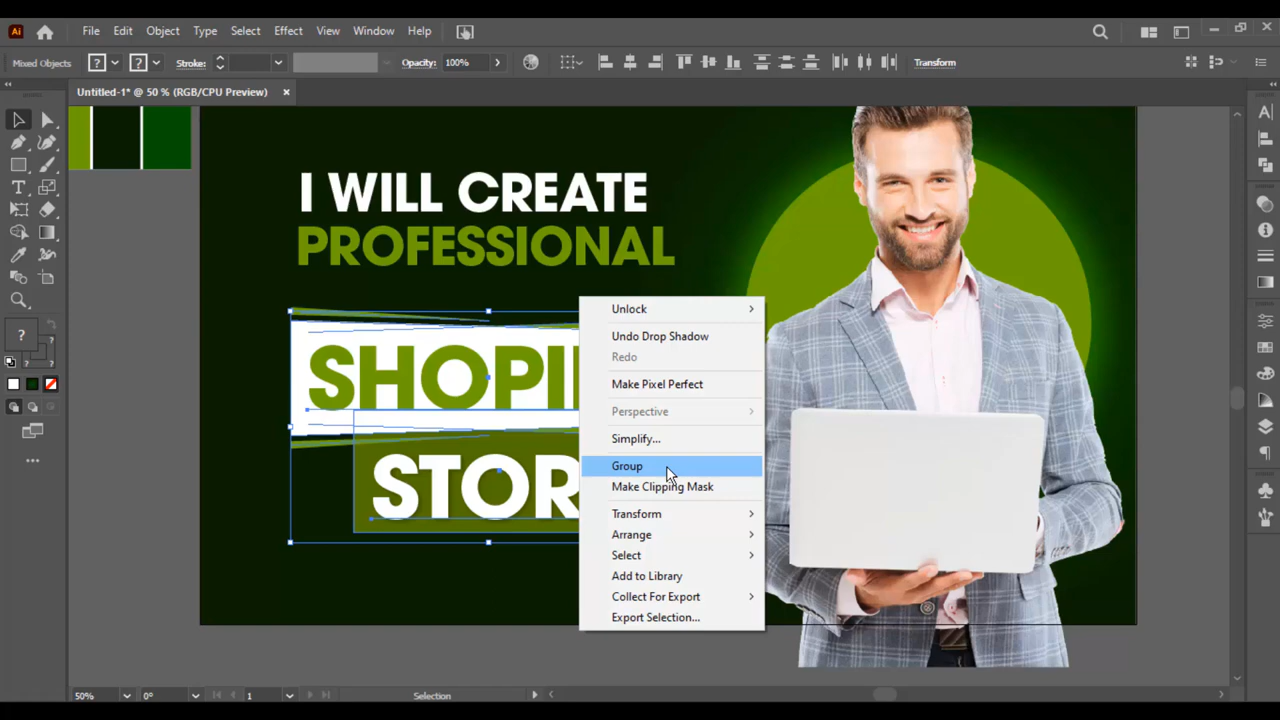 Ai
File Edit Object Type Select Effect View Window Help
Mixed Objects ? ? Stroke: Opacity: 100% Transform
Untitled-1* @ 50 % (RGB/CPU Preview) ×
I WILL CREATE
PROFESSIONAL
Unlock
Undo Drop Shadow
Redo
Make Pixel Perfect
Perspective
Simplify...
Group
Make Clipping Mask
Transform
Arrange
Select
Add to Library
Collect For Export
Export Selection...
SHOPI
STOR
?
50% 0° 1 Selection